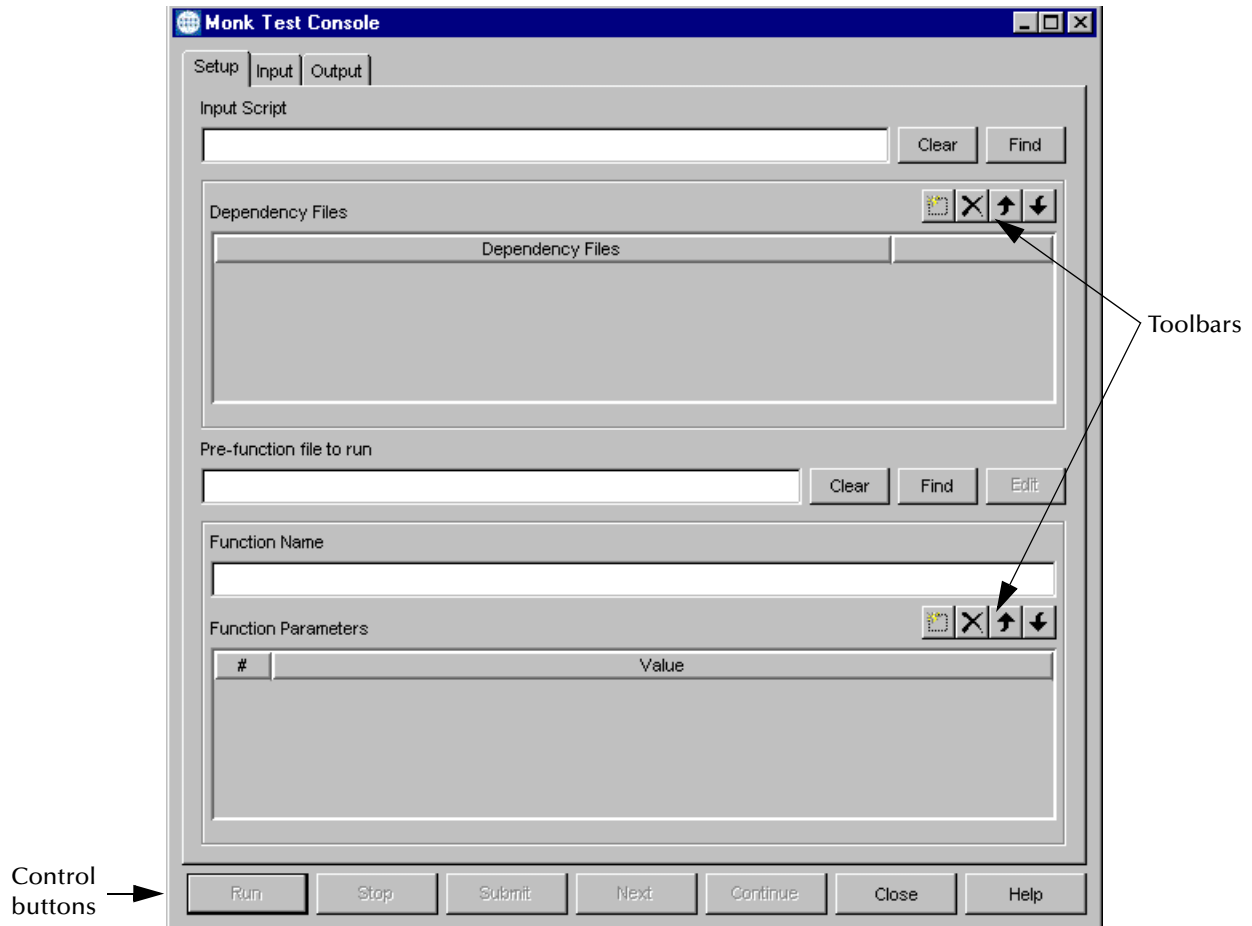 Monk Test Console
Setup Input Output
Input Script
Clear Find
Dependency Files
Dependency Files
Toolbars
Pre-function file to run
Clear Find Edit
Function Name
Function Parameters
# Value
Control
buttons
Run Stop Submit Next Continue Close Help